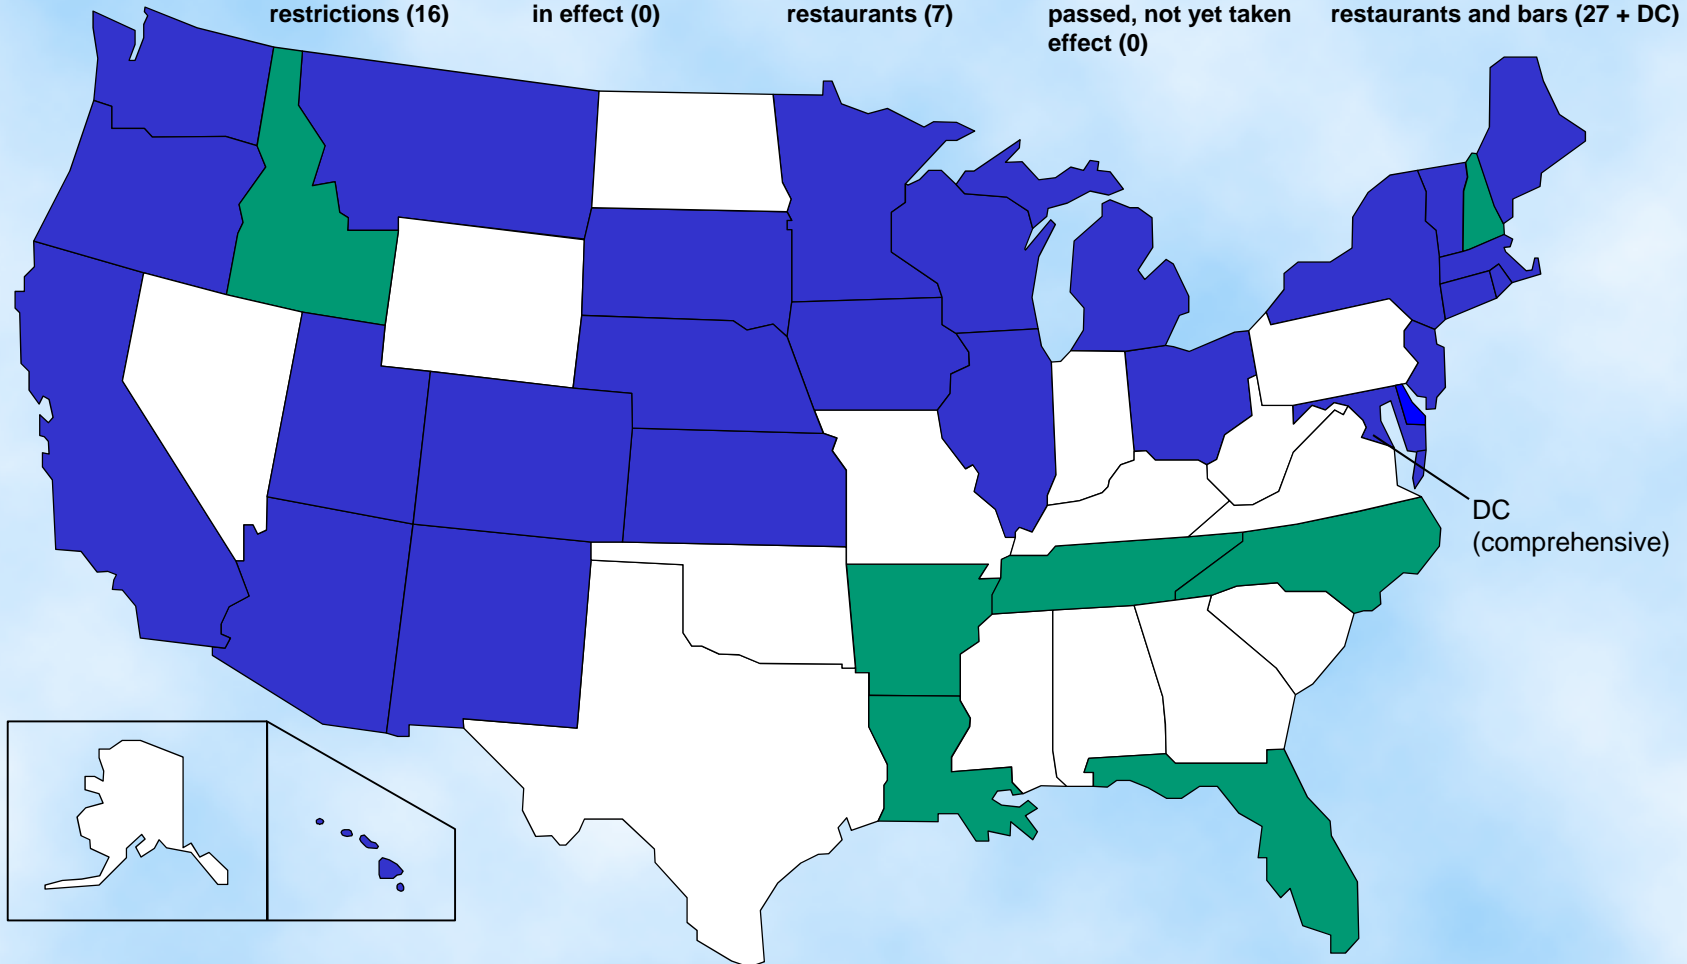 restrictions (16)
in effect (0)
restaurants (7)
passed, not yet taken
effect (0)
restaurants and bars (27 + DC)
DC
(comprehensive)